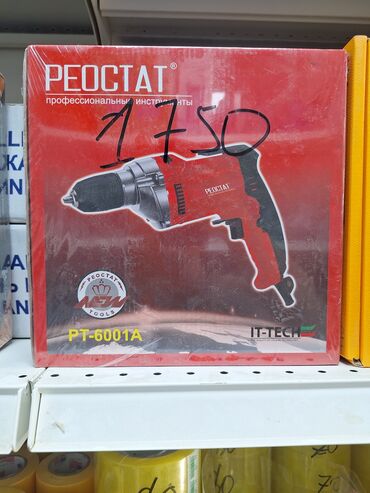 РЕОСТАТ®
профессиональные инструменты
1750
РЕОСТАТ
РЕОСТАТ
NEW
TOOLS
PT-6001A
IT-TECH